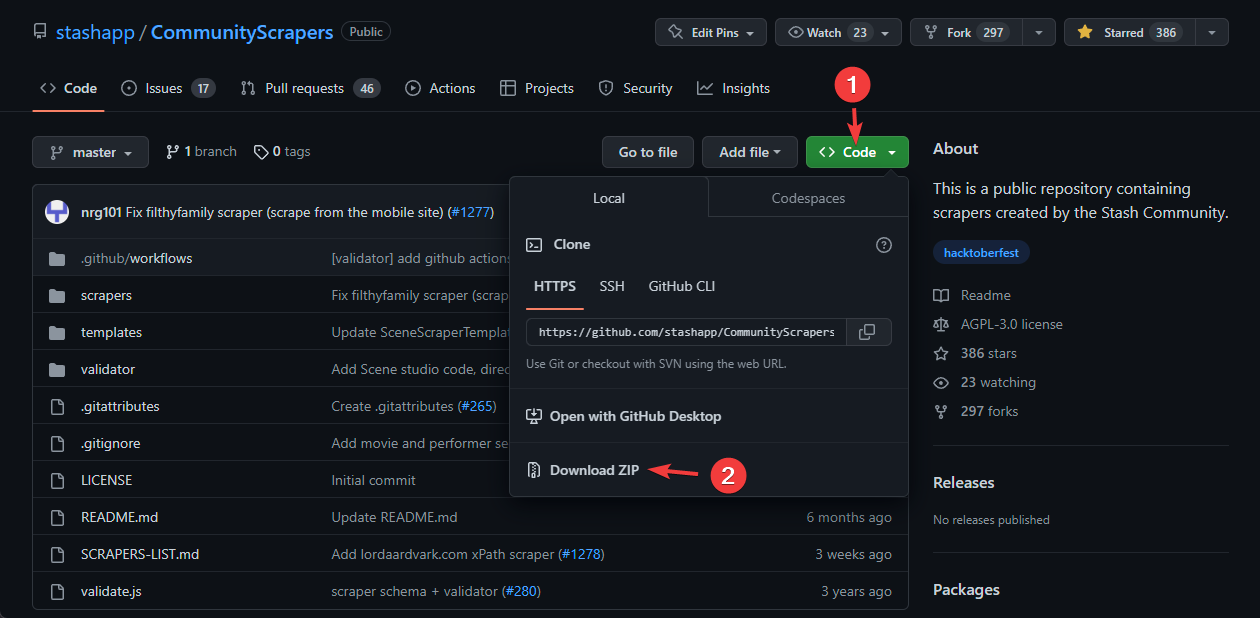 stashapp / CommunityScrapers Public Edit Pins Watch 23 Fork 297 Starred 386
Code Issues 17 Pull requests 46 Actions Projects Security Insights
1
master 1 branch 0 tags Go to file Add file Code
nrg101 Fix filthyfamily scraper (scrape from the mobile site) (#1277)
.github/workflows [validator] add github actions
scrapers Fix filthyfamily scraper (scrap
templates Update SceneScraperTemplat
validator Add Scene studio code, direc
.gitattributes Create .gitattributes (#265)
.gitignore Add movie and performer se
LICENSE Initial commit
README.md Update README.md 6 months ago
SCRAPERS-LIST.md Add lordaardvark.com xPath scraper (#1278) 3 weeks ago
validate.js scraper schema + validator (#280) 3 years ago
Local Codespaces
Clone
HTTPS SSH GitHub CLI
https://github.com/stashapp/CommunityScrapers
Use Git or checkout with SVN using the web URL.
Open with GitHub Desktop
Download ZIP 2
About
This is a public repository containing
scrapers created by the Stash Community.
hacktoberfest
Readme
AGPL-3.0 license
386 stars
23 watching
297 forks
Releases
No releases published
Packages